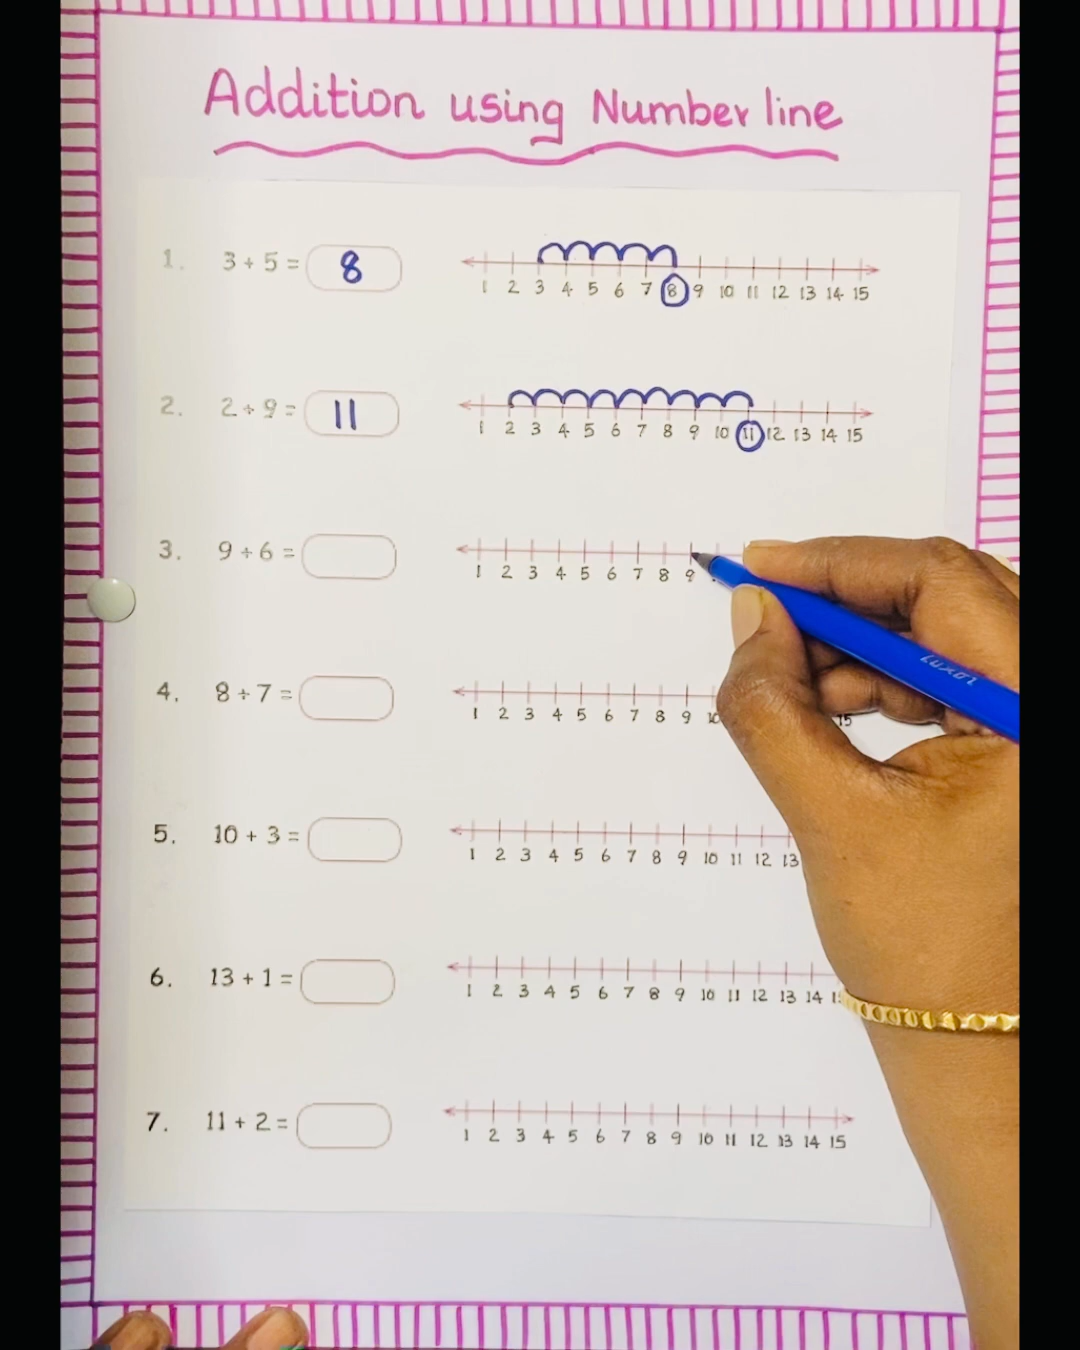 Addition using Number line
1. 3 + 5 = 8
1 2 3 4 5 6 7 8 9 10 11 12 13 14 15
2. 2 + 9 = 11
1 2 3 4 5 6 7 8 9 10 11 12 13 14 15
3. 9 + 6 =
1 2 3 4 5 6 7 8 9
4. 8 + 7 =
1 2 3 4 5 6 7 8 9 10 15
5. 10 + 3 =
1 2 3 4 5 6 7 8 9 10 11 12 13
6. 13 + 1 =
1 2 3 4 5 6 7 8 9 10 11 12 13 14
7. 11 + 2 =
1 2 3 4 5 6 7 8 9 10 11 12 13 14 15
luxor